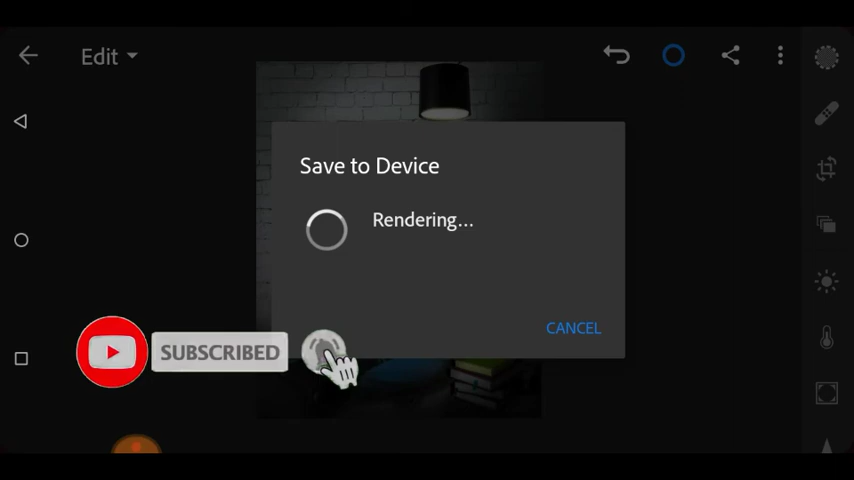 Edit
Save to Device
Rendering...
CANCEL
SUBSCRIBED